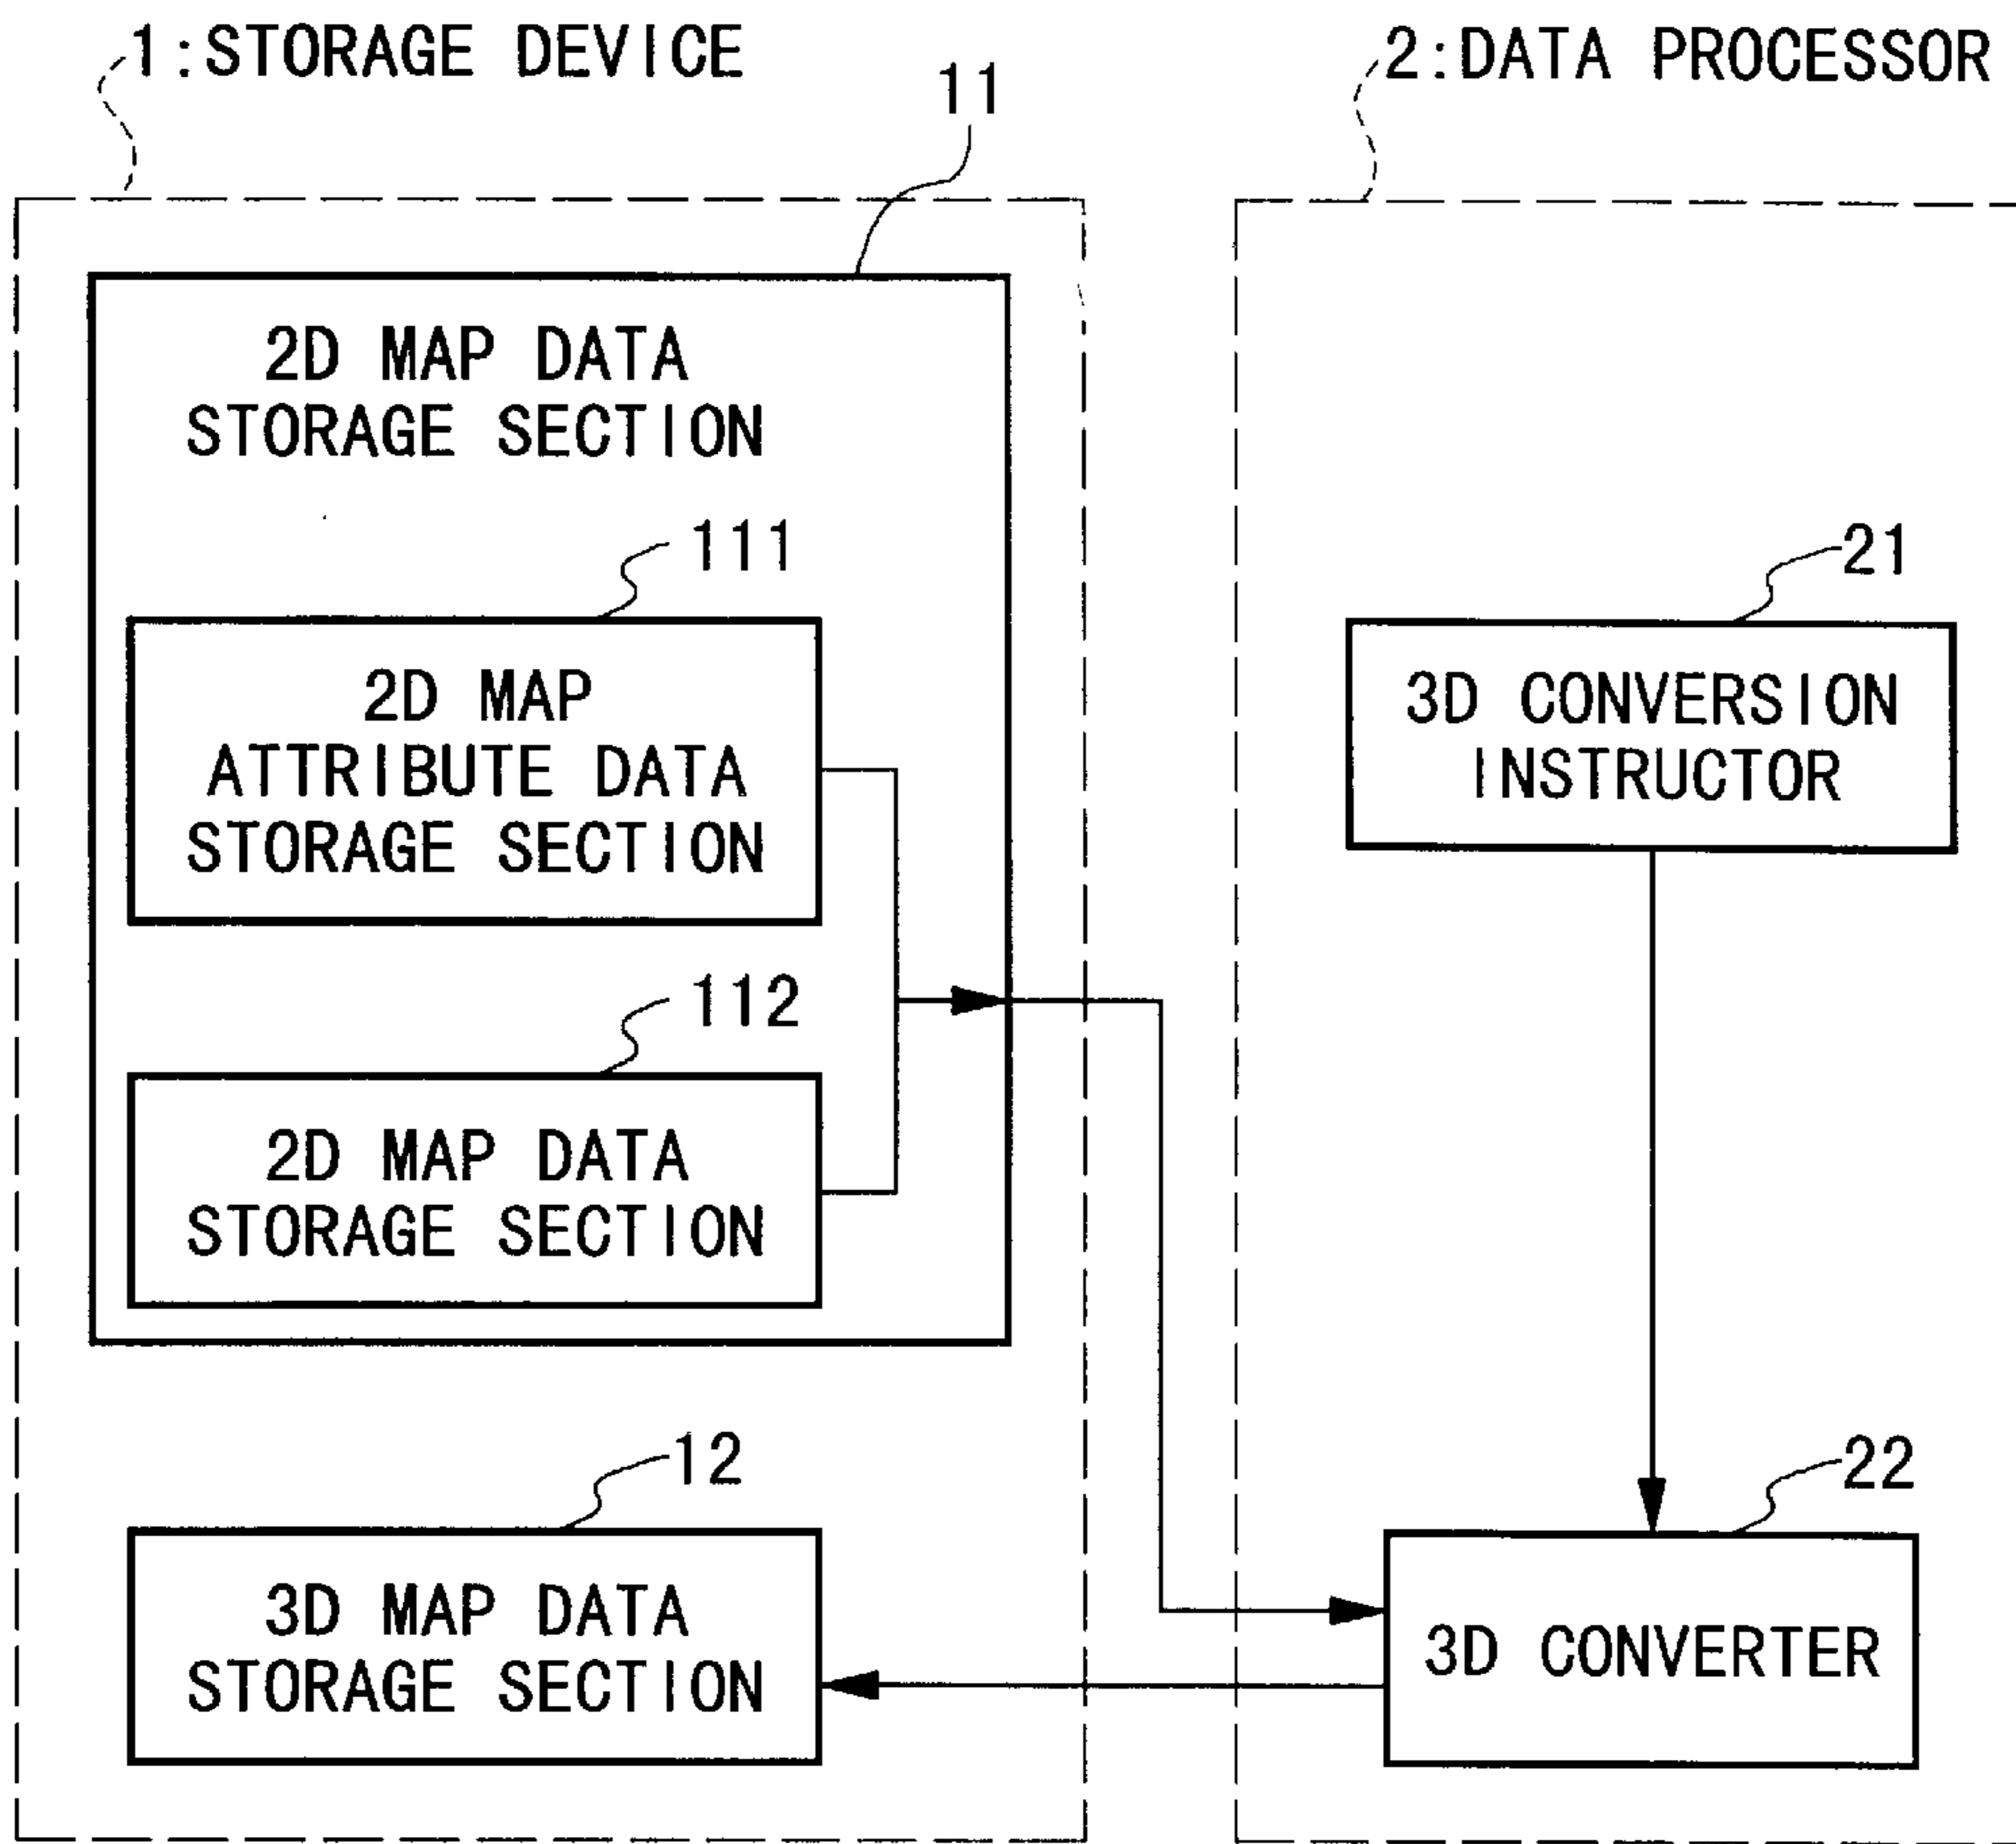 1:STORAGE DEVICE
2:DATA PROCESSOR
11
2D MAP DATA
STORAGE SECTION
111
2D MAP
ATTRIBUTE DATA
STORAGE SECTION
112
2D MAP DATA
STORAGE SECTION
12
3D MAP DATA
STORAGE SECTION
21
3D CONVERSION
INSTRUCTOR
22
3D CONVERTER